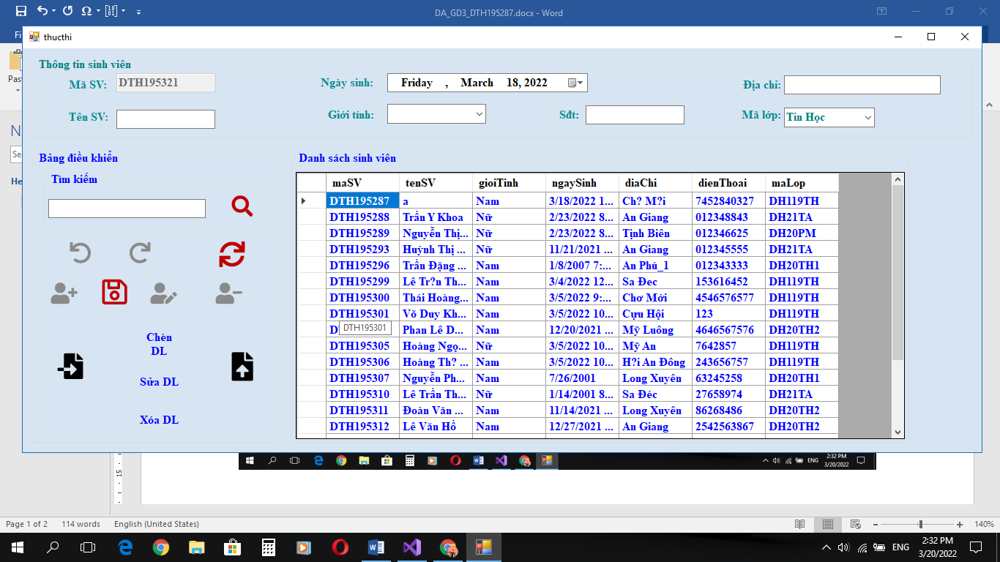 DA_GD3_DTH195287.docx - Word
Fi
thucthi
Pas
Thông tin sinh viên
Mã SV: DTH195321 Ngày sinh: Friday , March 18, 2022 Địa chỉ:
Tên SV: Giới tính: Sđt: Mã lớp: Tin Học
N
Se
He
Bảng điều khiển
Tìm kiếm
Chèn
DL
Sửa DL
Xóa DL
Danh sách sinh viên
maSV tenSV gioiTinh ngaySinh diaChi dienThoai maLop
DTH195287 a Nam 3/18/2022 1... Ch? M?i 7452840327 DH119TH
DTH195288 Trần Y Khoa Nữ 2/23/2022 8... An Giang 012348843 DH21TA
DTH195289 Nguyễn Thị... Nữ 2/23/2022 8... Tịnh Biên 012346625 DH20PM
DTH195293 Huỳnh Thị ... Nữ 11/21/2021 ... An Giang 012345555 DH21TA
DTH195296 Trần Đặng ... Nam 1/8/2007 7:... An Phú_1 012343333 DH20TH1
DTH195299 Lê Tr?n Th... Nam 3/4/2022 12... Sa Đec 153616452 DH119TH
DTH195300 Thái Hoàng... Nam 3/5/2022 9:... Chơ Mới 4546576577 DH119TH
DTH195301 Võ Duy Kh... Nam 3/5/2022 10... Cựu Hội 123 DH119TH
D DTH195301 Phan Lê D... Nam 12/20/2021 ... Mỹ Luông 4646567576 DH20TH2
DTH195305 Hoàng Ngọ... Nữ 3/5/2022 10... Mỹ An 7642857 DH119TH
DTH195306 Hoàng Th? ... Nam 3/5/2022 10... H?i An Đông 243656757 DH119TH
DTH195307 Nguyễn Ph... Nam 7/26/2001 Long Xuyên 63245258 DH20TH1
DTH195310 Lê Trần Th... Nữ 1/14/2001 8... Sa Đéc 27658974 DH21TA
DTH195311 Đoàn Văn ... Nam 11/14/2021 ... Long Xuyên 86268486 DH20TH2
DTH195312 Lê Văn Hồ Nam 12/27/2021 ... An Giang 2542563867 DH20TH2
15
ENG 2:32 PM
3/20/2022
Page 1 of 2 114 words English (United States) 140%
ENG 2:32 PM
3/20/2022